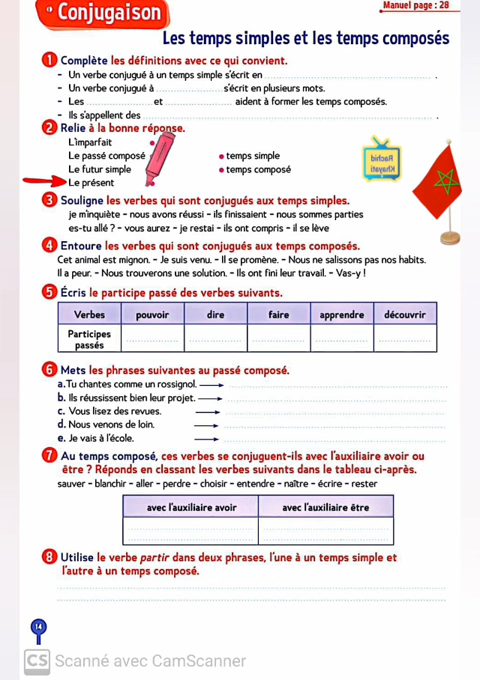 Conjugaison
Manuel page : 28
Les temps simples et les temps composés
1 Complète les définitions avec ce qui convient.
- Un verbe conjugué à un temps simple s'écrit en .
- Un verbe conjugué à s'écrit en plusieurs mots.
- Les et aident à former les temps composés.
- Ils s'appellent des .
2 Relie à la bonne réponse.
L'imparfait
Le passé composé • temps simple
Le futur simple • temps composé
Le présent
Rachid
Khayati
3 Souligne les verbes qui sont conjugués aux temps simples.
je m'inquiète - nous avons réussi - ils finissaient - nous sommes parties
es-tu allé ? - vous aurez - je restai - ils ont compris - il se lève
4 Entoure les verbes qui sont conjugués aux temps composés.
Cet animal est mignon. - Je suis venu. - Il se promène. - Nous ne salissons pas nos habits.
Il a peur. - Nous trouverons une solution. - Ils ont fini leur travail. - Vas-y !
5 Écris le participe passé des verbes suivants.
Verbes pouvoir dire faire apprendre découvrir
Participes
passés
6 Mets les phrases suivantes au passé composé.
a.Tu chantes comme un rossignol.
b. Ils réussissent bien leur projet.
c. Vous lisez des revues.
d. Nous venons de loin.
e. Je vais à l'école.
7 Au temps composé, ces verbes se conjuguent-ils avec l'auxiliaire avoir ou
être ? Réponds en classant les verbes suivants dans le tableau ci-après.
sauver - blanchir - aller - perdre - choisir - entendre - naître - écrire - rester
avec l'auxiliaire avoir avec l'auxiliaire être
8 Utilise le verbe partir dans deux phrases, l'une à un temps simple et
l'autre à un temps composé.
14
CS Scanné avec CamScanner